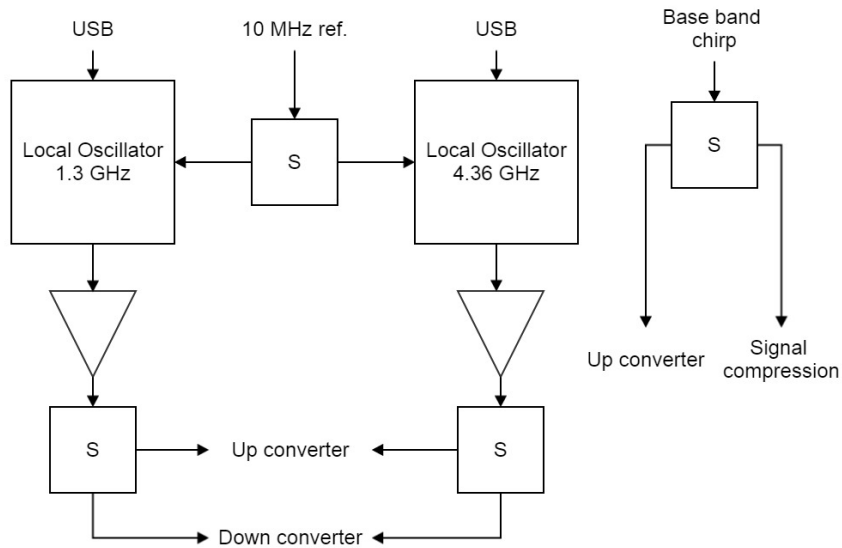 USB
10 MHz ref.
USB
Base band
chirp
Local Oscillator
1.3 GHz
S
Local Oscillator
4.36 GHz
S
Up converter
Signal
compression
S
Up converter
S
Down converter